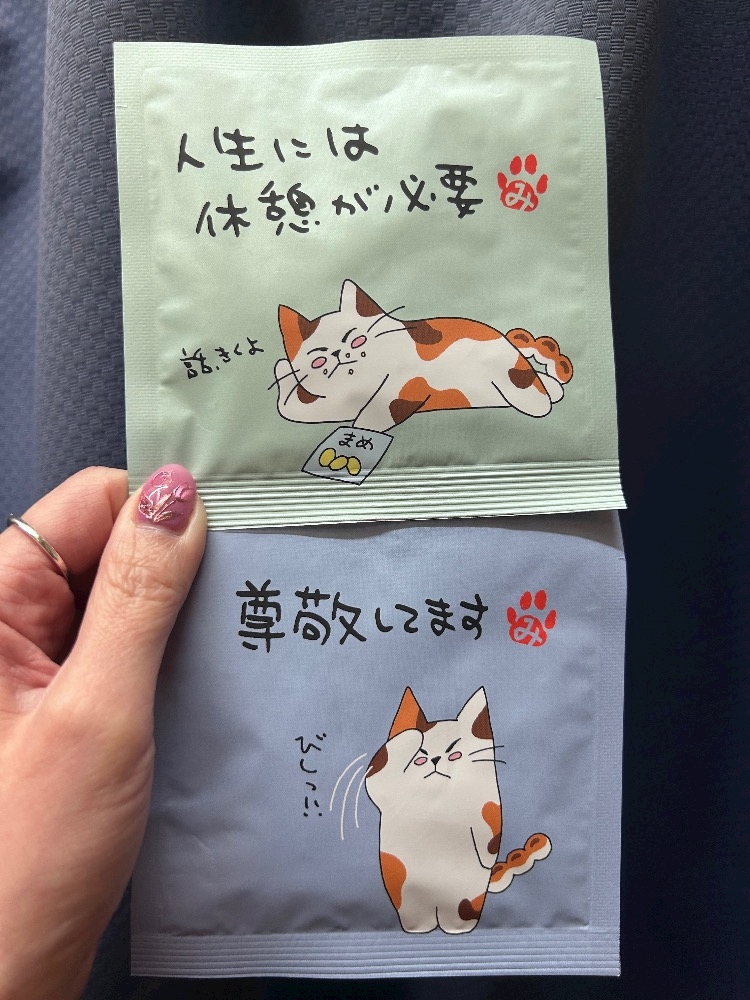 人生には
休憩が必要
み
話、きくよ
まめ
尊敬してます
み
びしっ!!